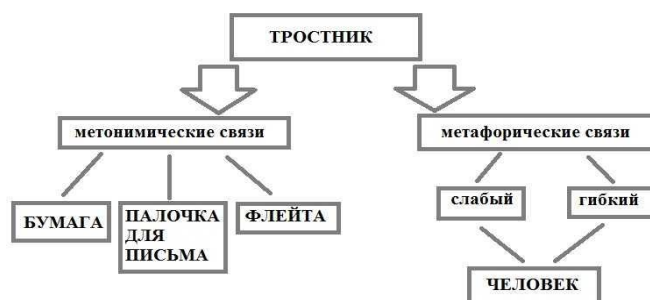 ТРОСТНИК
метонимические связи
метафорические связи
БУМАГА
ПАЛОЧКА
ДЛЯ
ПИСЬМА
ФЛЕЙТА
слабый
гибкий
ЧЕЛОВЕК